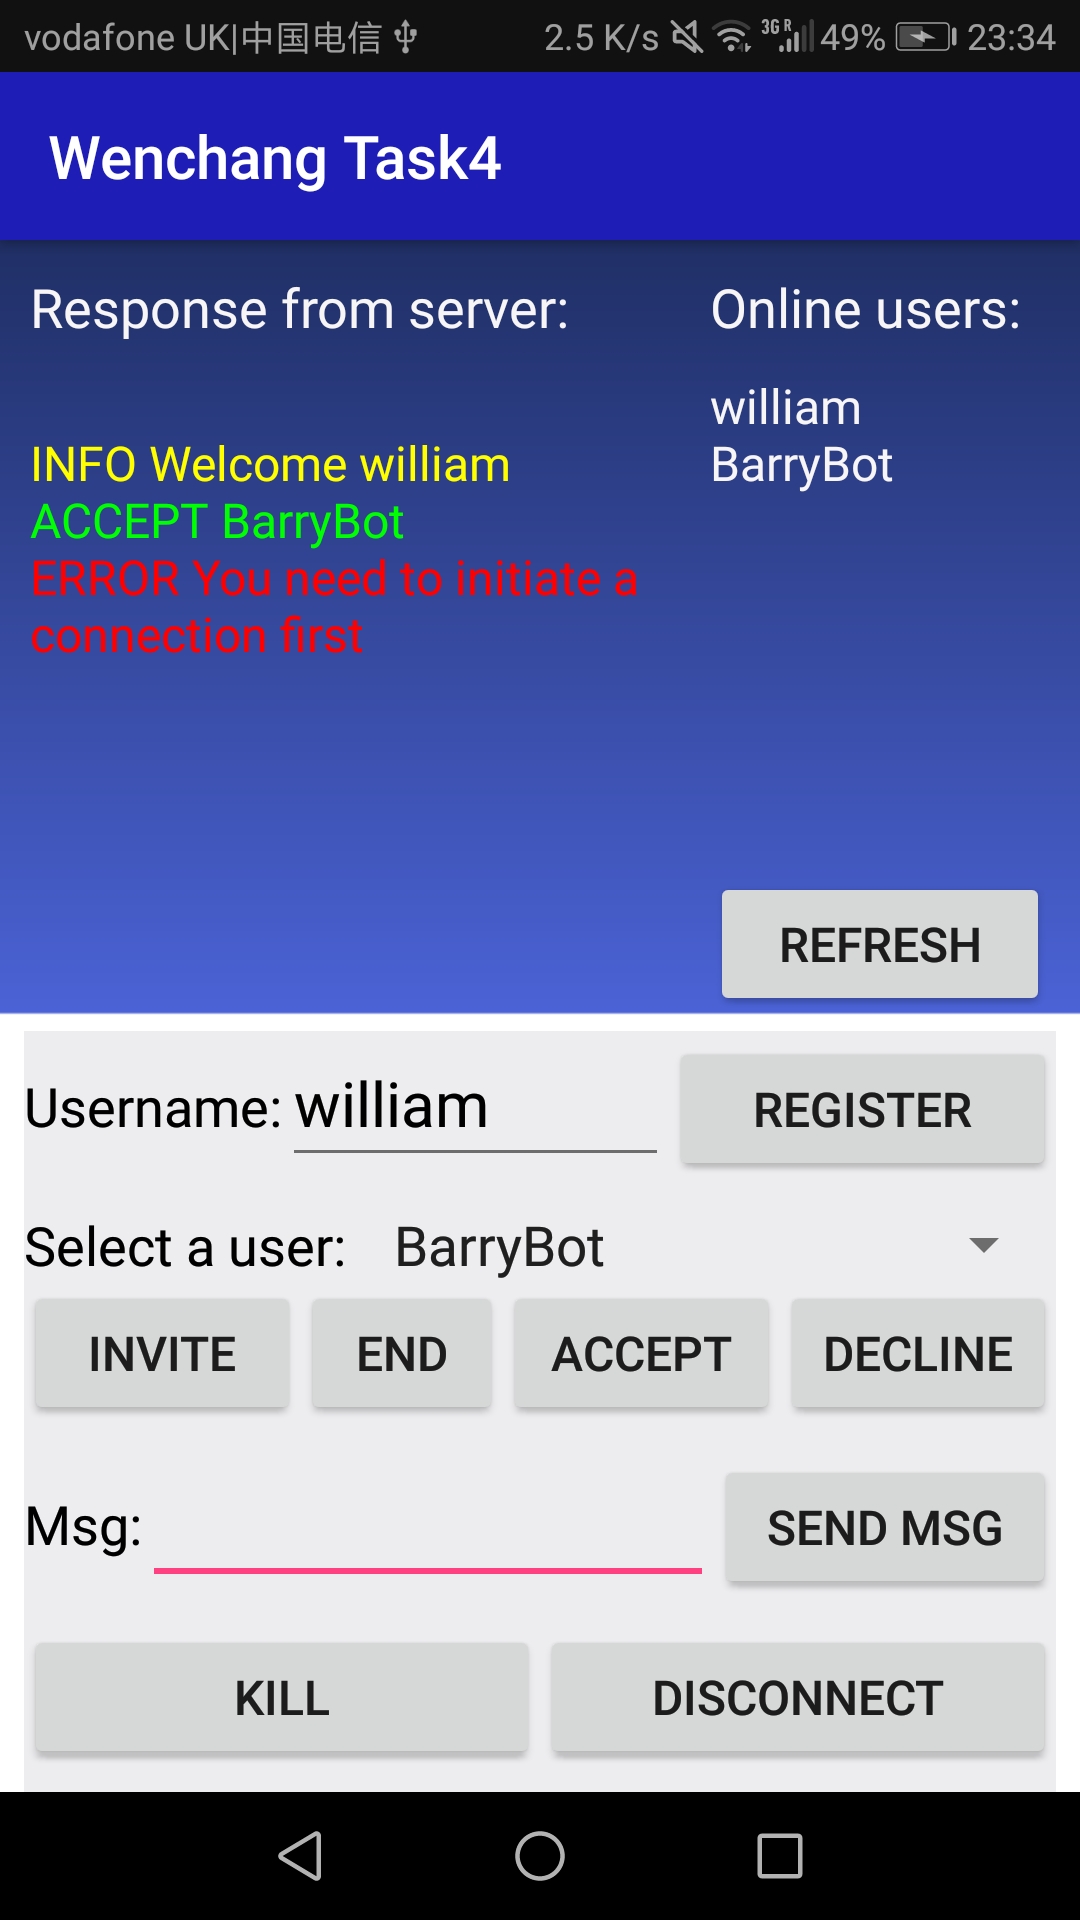 vodafone UK|中国电信 2.5 K/s 3G R 49% 23:34
Wenchang Task4
Response from server:
INFO Welcome william
ACCEPT BarryBot
ERROR You need to initiate a
connection first
Online users:
william
BarryBot
REFRESH
Username: william REGISTER
Select a user: BarryBot
INVITE END ACCEPT DECLINE
Msg: SEND MSG
KILL DISCONNECT